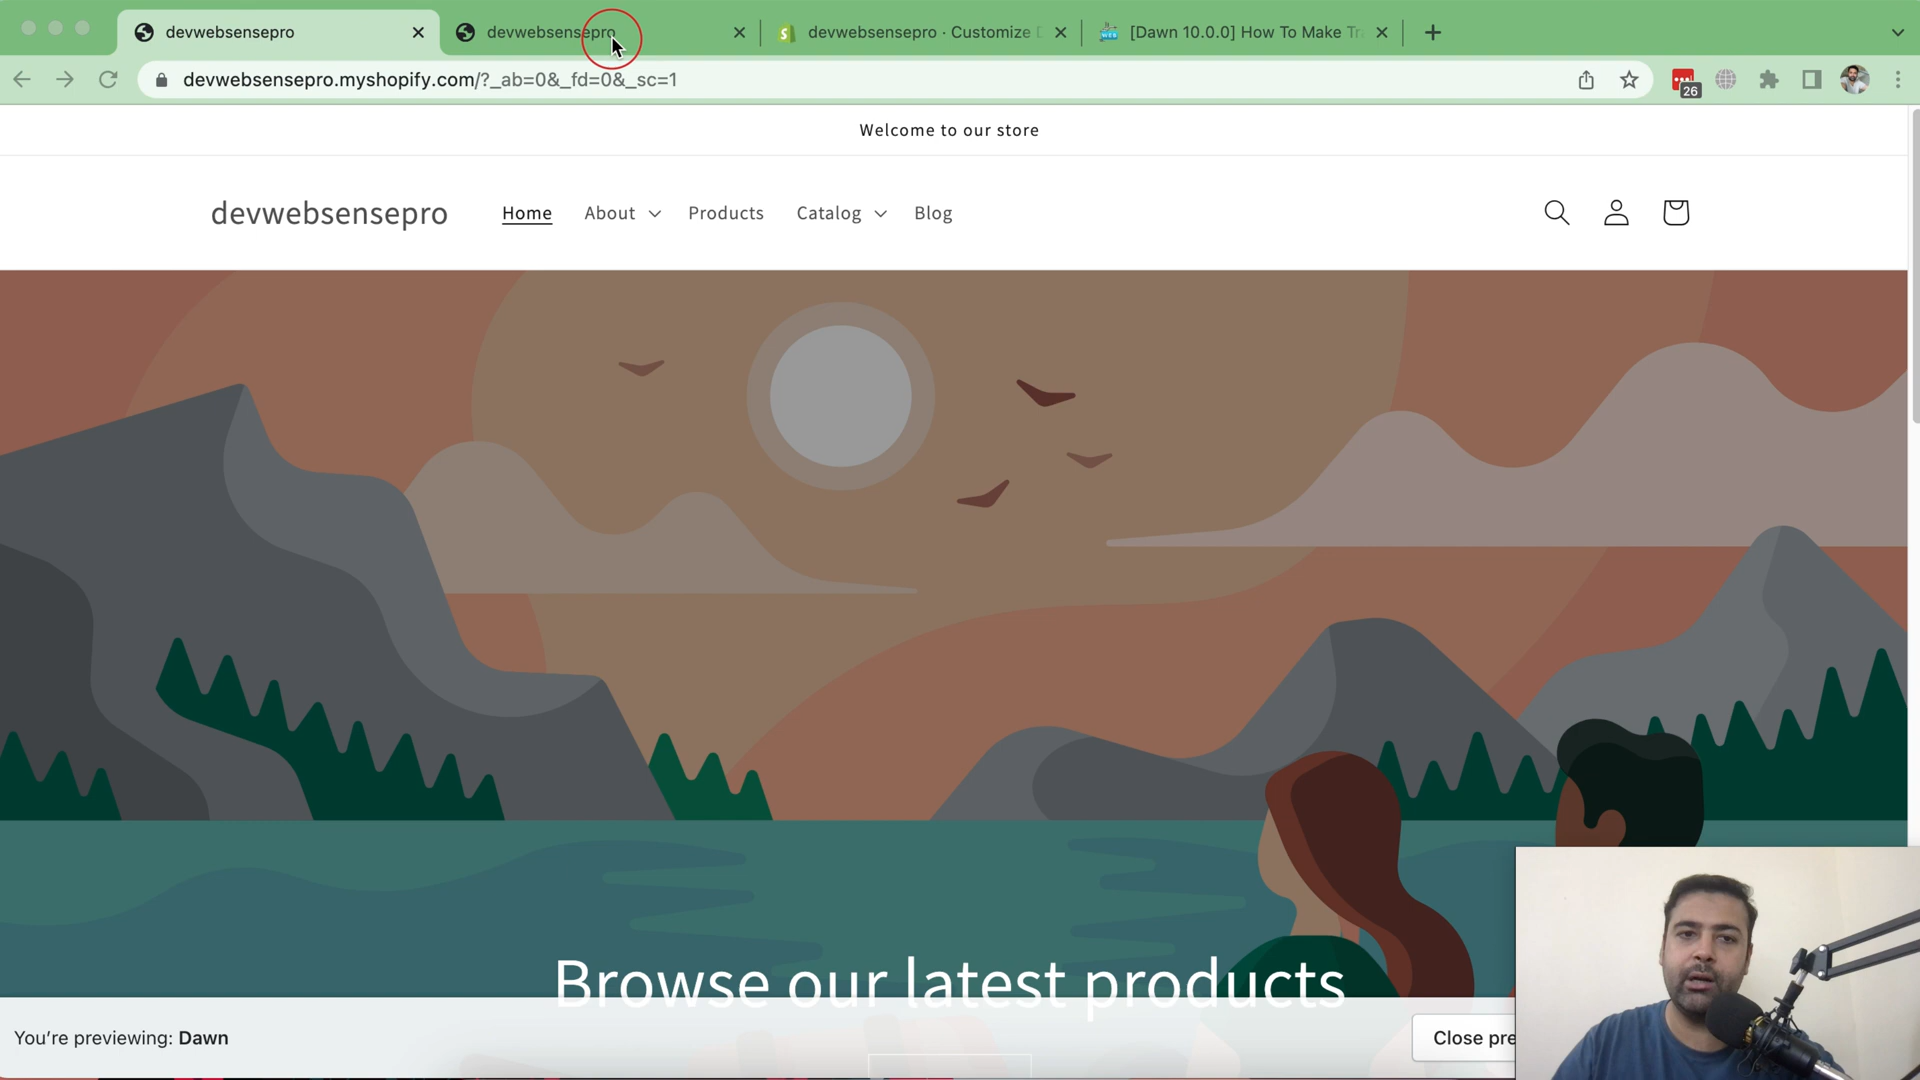 devwebsensepro
devwebsensepro
devwebsensepro · Customize D
[Dawn 10.0.0] How To Make Tra
devwebsensepro.myshopify.com/?_ab=0&_fd=0&_sc=1
26
Welcome to our store
devwebsensepro
Home
About
Products
Catalog
Blog
Browse our latest products
You're previewing: Dawn
Close pre